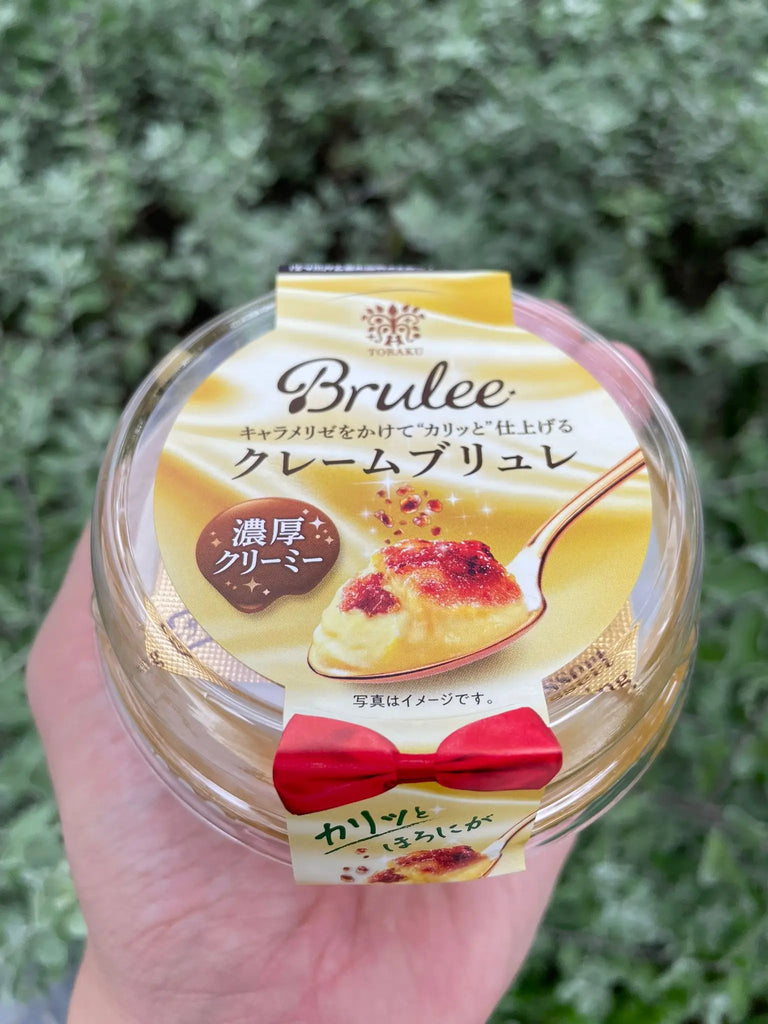 TORAKU
Brulee
キャラメリゼをかけて“カリッと”仕上げる
クレームブリュレ
濃厚
クリーミー
写真はイメージです。
カリッと
ほろにが